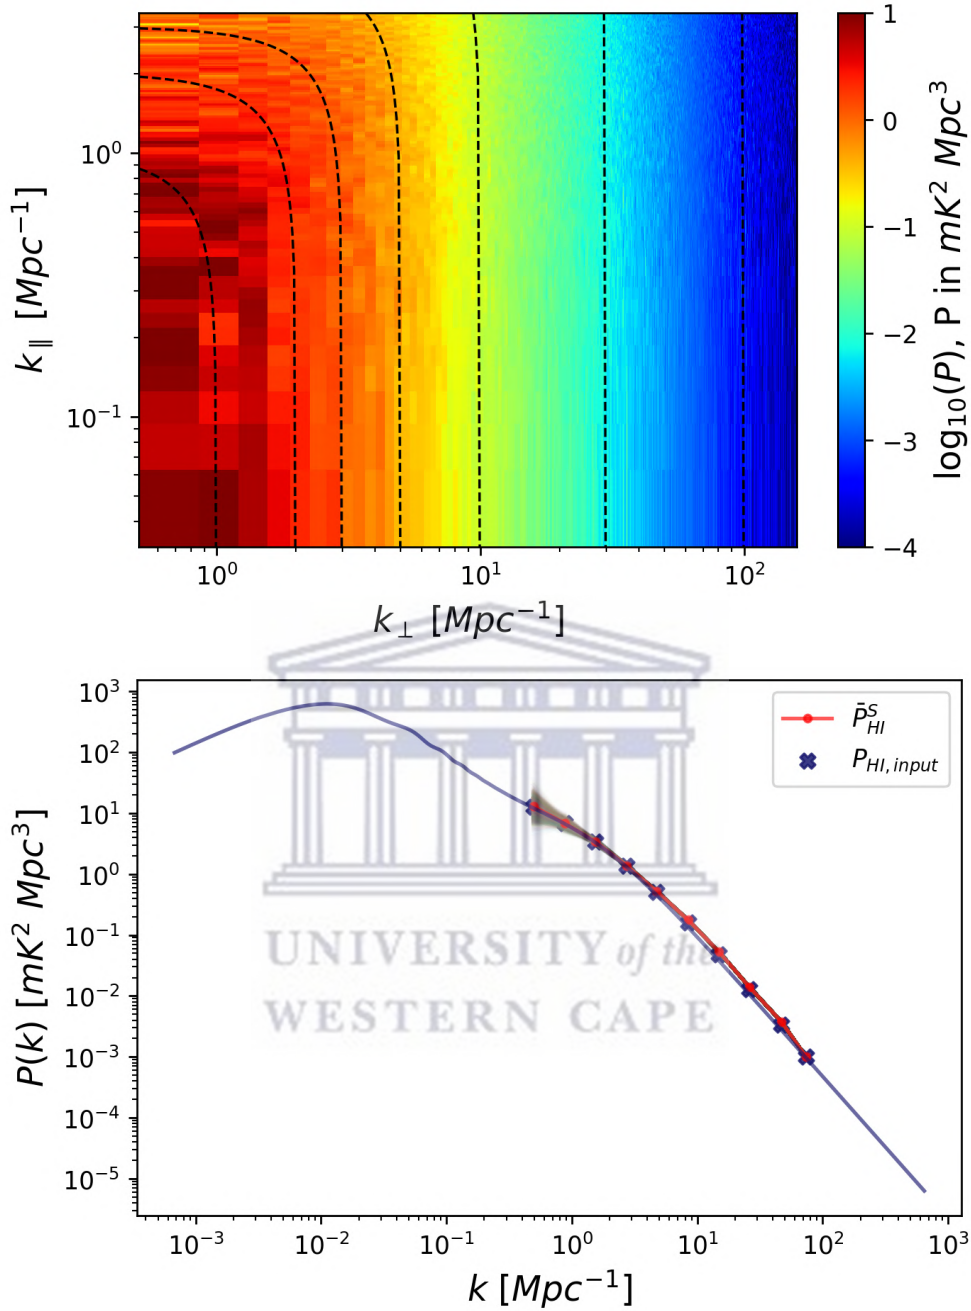 1
0
−1
−2
−3
−4
log₁₀(P), P in mK² Mpc³
10⁰
10⁻¹
k∥ [Mpc⁻¹]
10⁰ 10¹ 10²
k⊥ [Mpc⁻¹]
10³
10²
10¹
10⁰
10⁻¹
10⁻²
10⁻³
10⁻⁴
10⁻⁵
P(k) [mK² Mpc³]
P̄ˢ_HI
P_HI, input
UNIVERSITY of the
WESTERN CAPE
10⁻³ 10⁻² 10⁻¹ 10⁰ 10¹ 10² 10³
k [Mpc⁻¹]